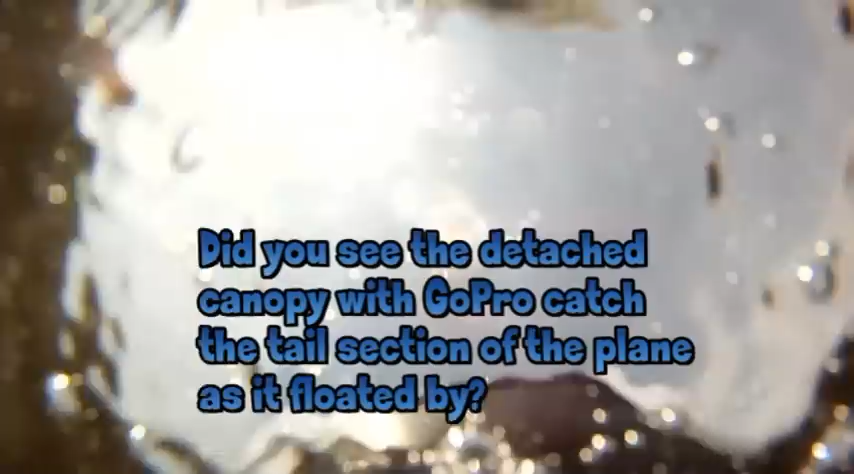 Did you see the detached
canopy with GoPro catch
the tail section of the plane
as it floated by?